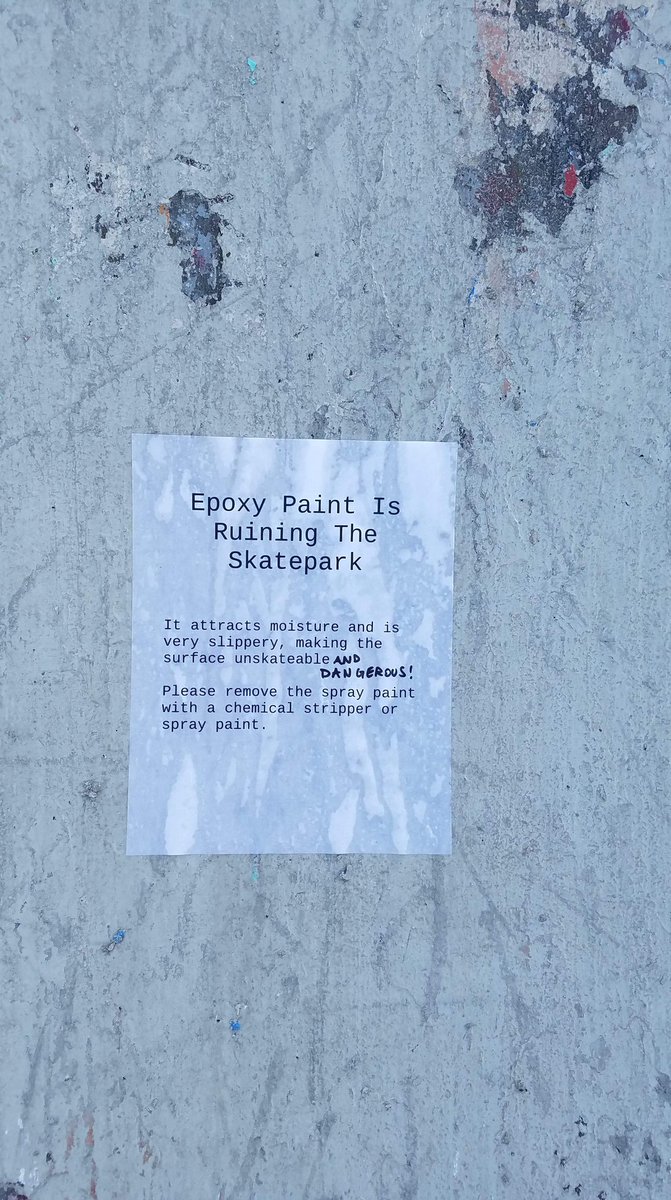 Epoxy Paint Is
Ruining The
Skatepark
It attracts moisture and is
very slippery, making the
surface unskateable AND
DANGEROUS!
Please remove the spray paint
with a chemical stripper or
spray paint.